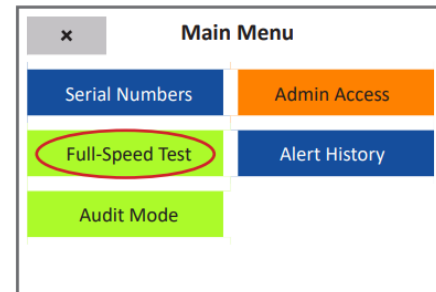 × Main Menu
Serial Numbers Admin Access
Full-Speed Test Alert History
Audit Mode